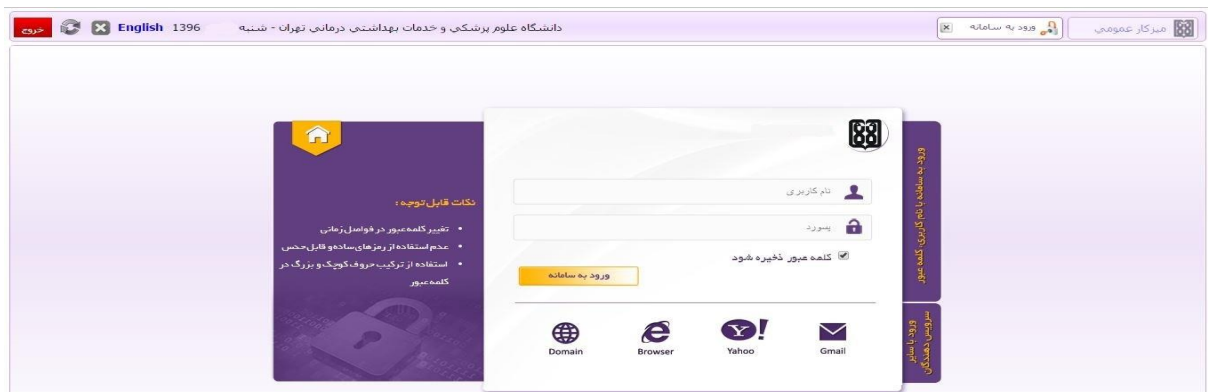 میزکار عمومی
ورود به سامانه
دانشگاه علوم پزشکی و خدمات بهداشتی درمانی تهران - شنبه
1396
English
خروج
ورود به سامانه با نام کاربری، کلمه عبور
ورود با سایر
سرویس دهندگان
نام کاربری
پسورد
کلمه عبور ذخیره شود
ورود به سامانه
Gmail
Yahoo
Browser
Domain
نکات قابل توجه :
• تغییر کلمه عبور در فواصل زمانی
• عدم استفاده از رمزهای ساده و قابل حدس
• استفاده از ترکیب حروف کوچک و بزرگ در
کلمه عبور